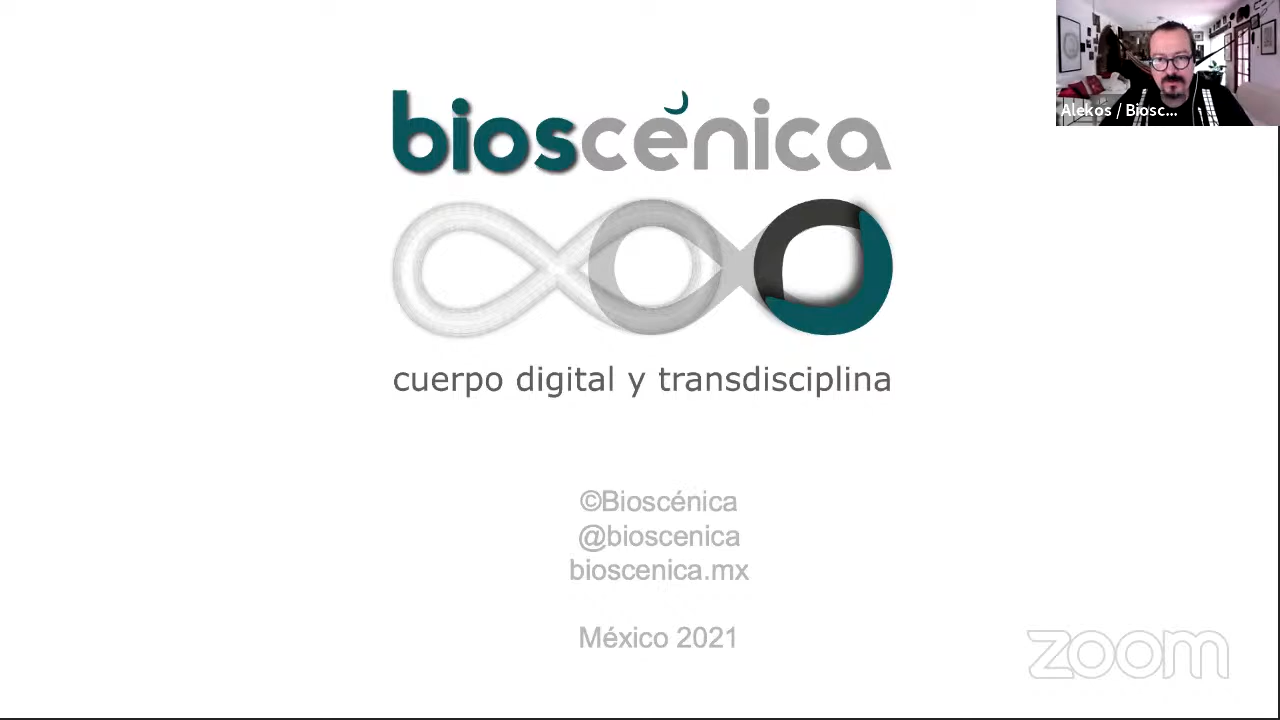 bioscénica
cuerpo digital y transdisciplina
©Bioscénica
@bioscenica
bioscenica.mx
México 2021
Alekos / Biosc...
zoom